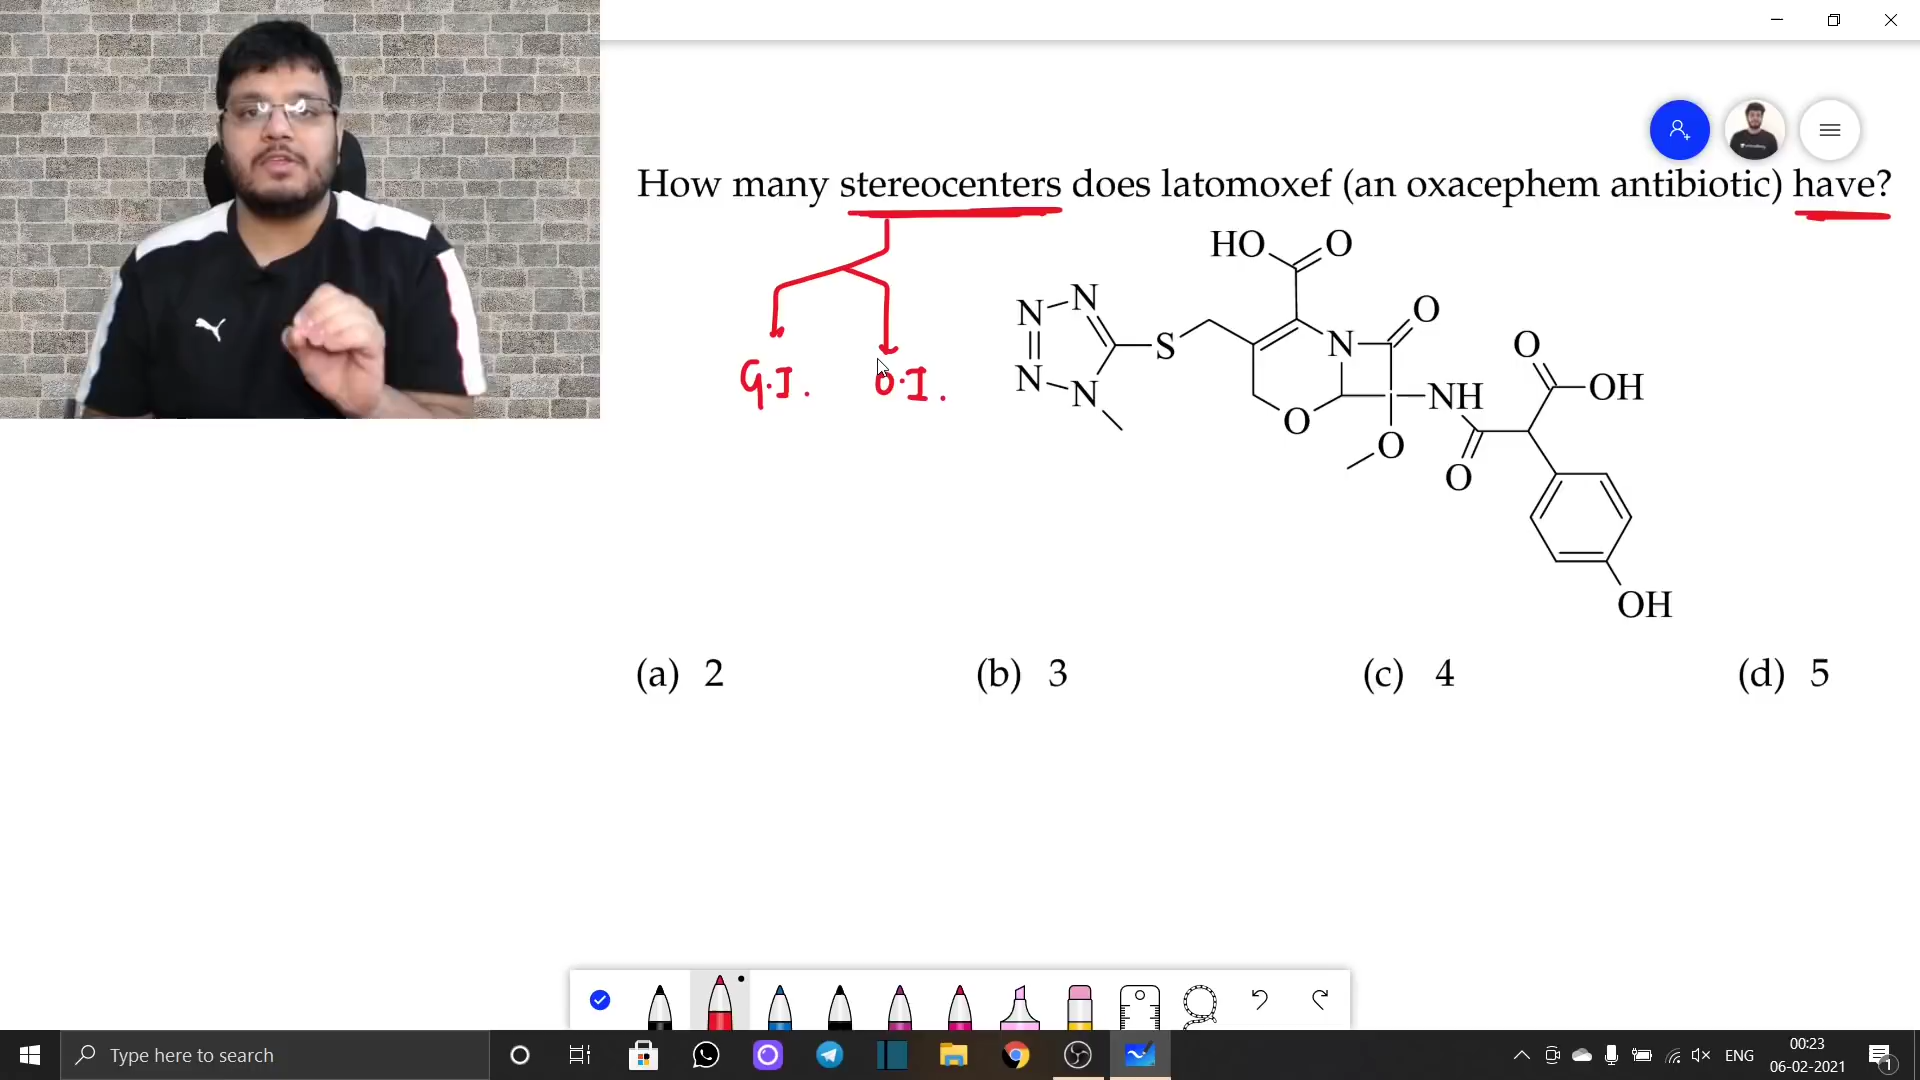 How many stereocenters does latomoxef (an oxacephem antibiotic) have?
G.I. O.I.
HO O
N N
N N
S
N
O
O
NH
O
O
OH
O
OH
(a) 2 (b) 3 (c) 4 (d) 5
Type here to search
ENG
00:23
06-02-2021
1